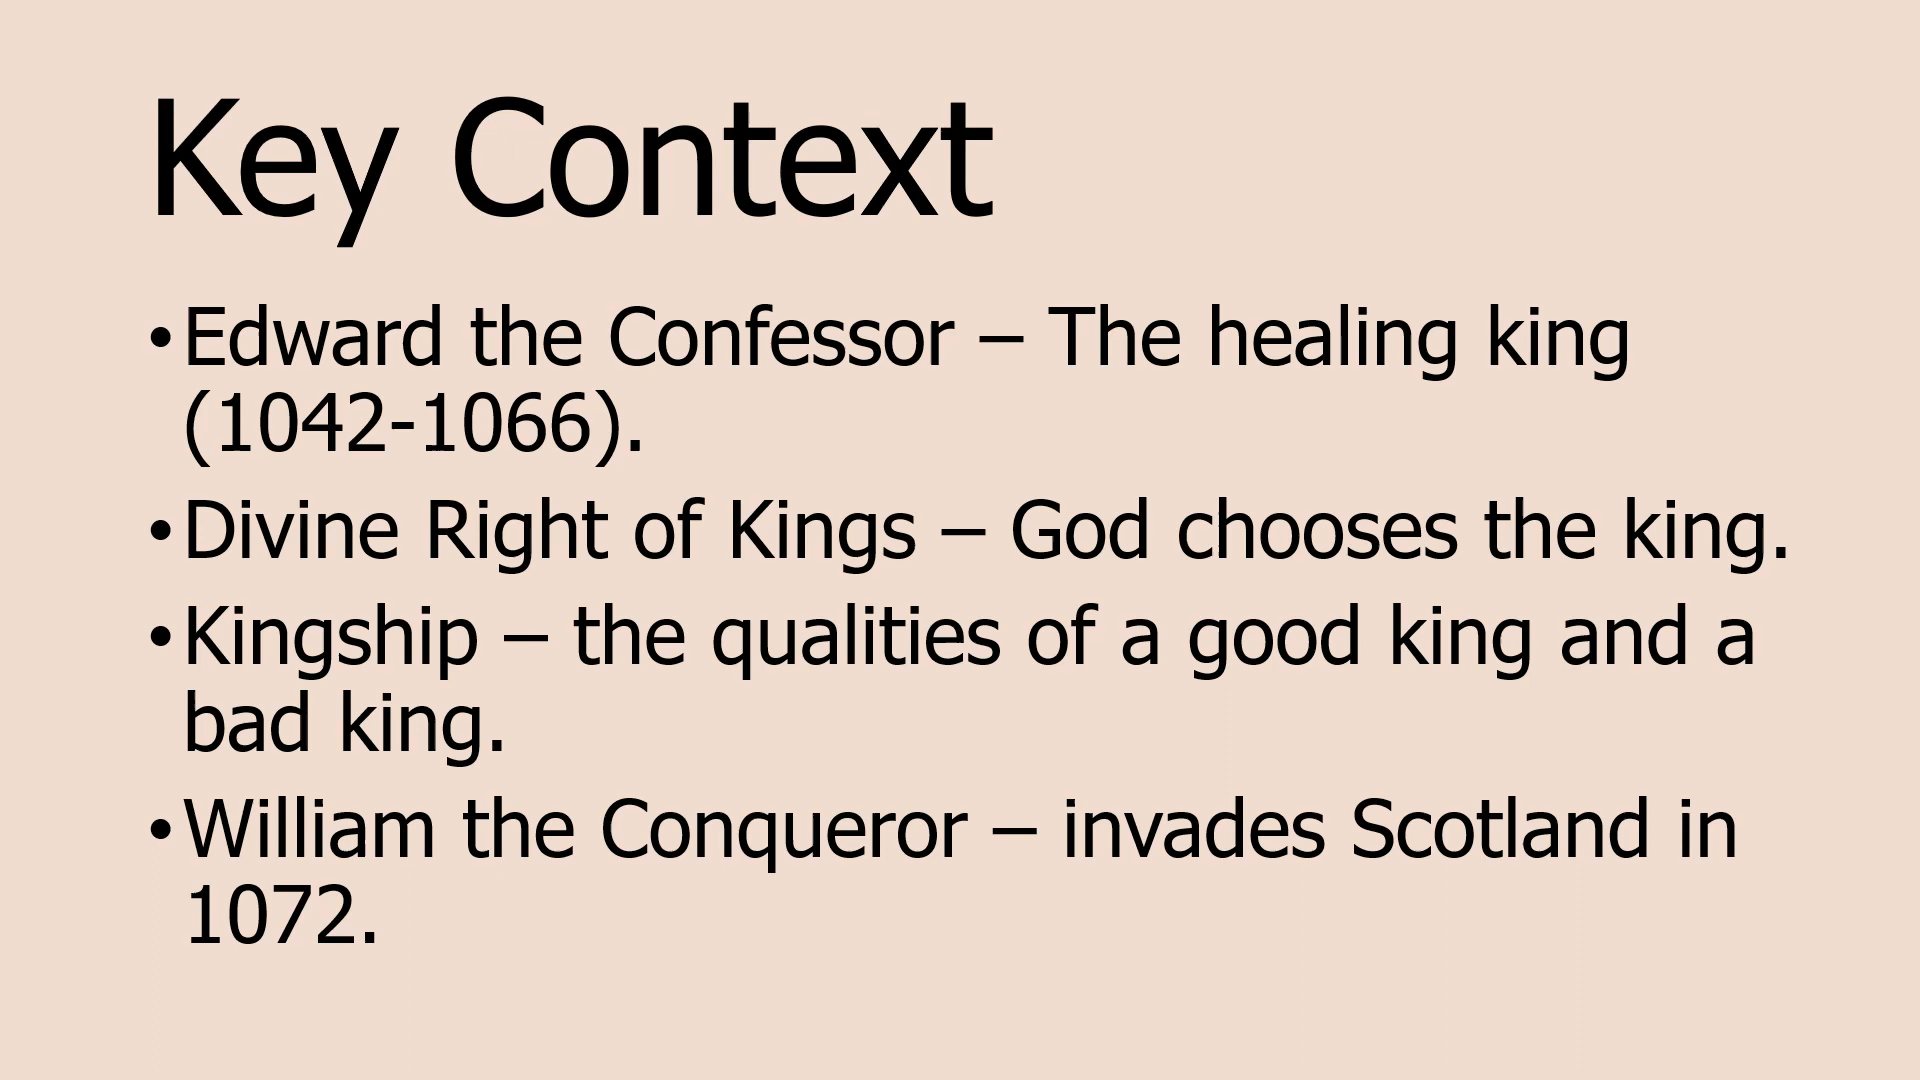 Key Context
•Edward the Confessor – The healing king
(1042-1066).
•Divine Right of Kings – God chooses the king.
•Kingship – the qualities of a good king and a
bad king.
•William the Conqueror – invades Scotland in
1072.